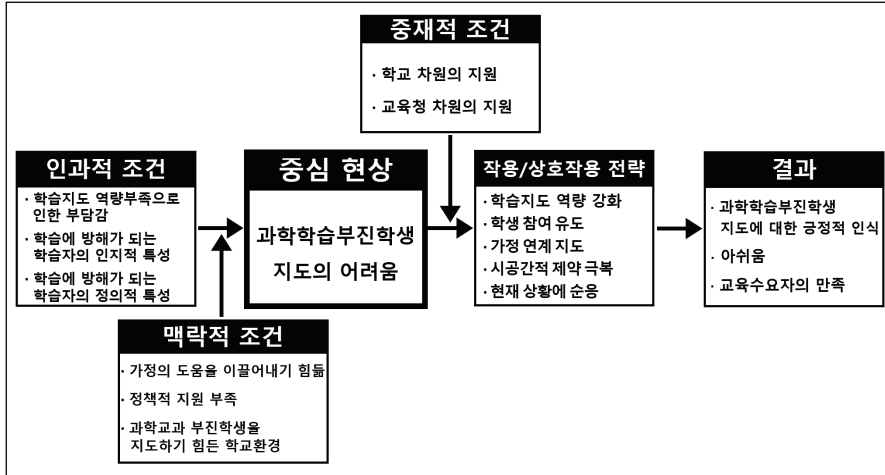 중재적 조건
· 학교 차원의 지원
· 교육청 차원의 지원
인과적 조건
· 학습지도 역량부족으로
인한 부담감
· 학습에 방해가 되는
학습자의 인지적 특성
· 학습에 방해가 되는
학습자의 정의적 특성
중심 현상
과학학습부진학생
지도의 어려움
작용/상호작용 전략
· 학습지도 역량 강화
· 학생 참여 유도
· 가정 연계 지도
· 시공간적 제약 극복
· 현재 상황에 순응
결과
· 과학학습부진학생
지도에 대한 긍정적 인식
· 아쉬움
· 교육수요자의 만족
맥락적 조건
· 가정의 도움을 이끌어내기 힘듦
· 정책적 지원 부족
· 과학교과 부진학생을
지도하기 힘든 학교환경